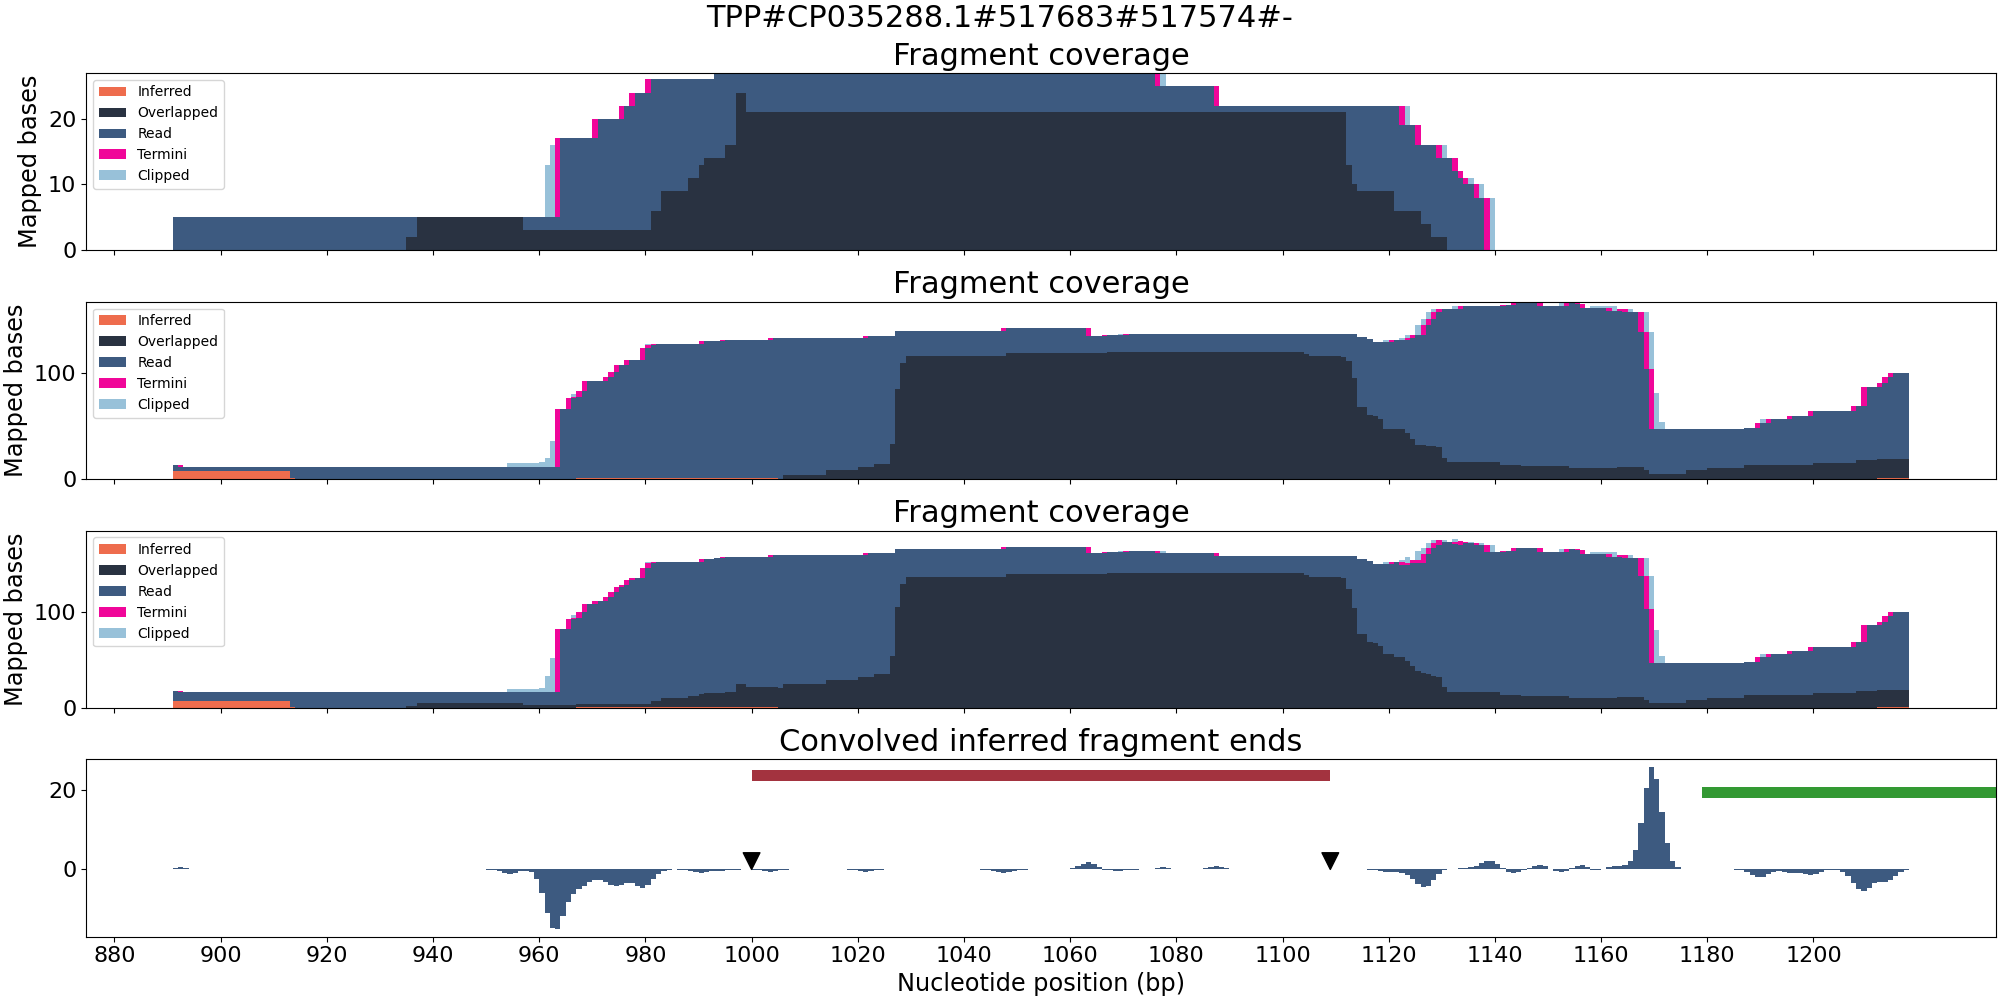 TPP#CP035288.1#517683#517574#-
Fragment coverage
Mapped bases
20
10
0
Inferred
Overlapped
Read
Termini
Clipped
Fragment coverage
Mapped bases
100
0
Inferred
Overlapped
Read
Termini
Clipped
Fragment coverage
Mapped bases
100
0
Inferred
Overlapped
Read
Termini
Clipped
Convolved inferred fragment ends
20
0
880 900 920 940 960 980 1000 1020 1040 1060 1080 1100 1120 1140 1160 1180 1200
Nucleotide position (bp)